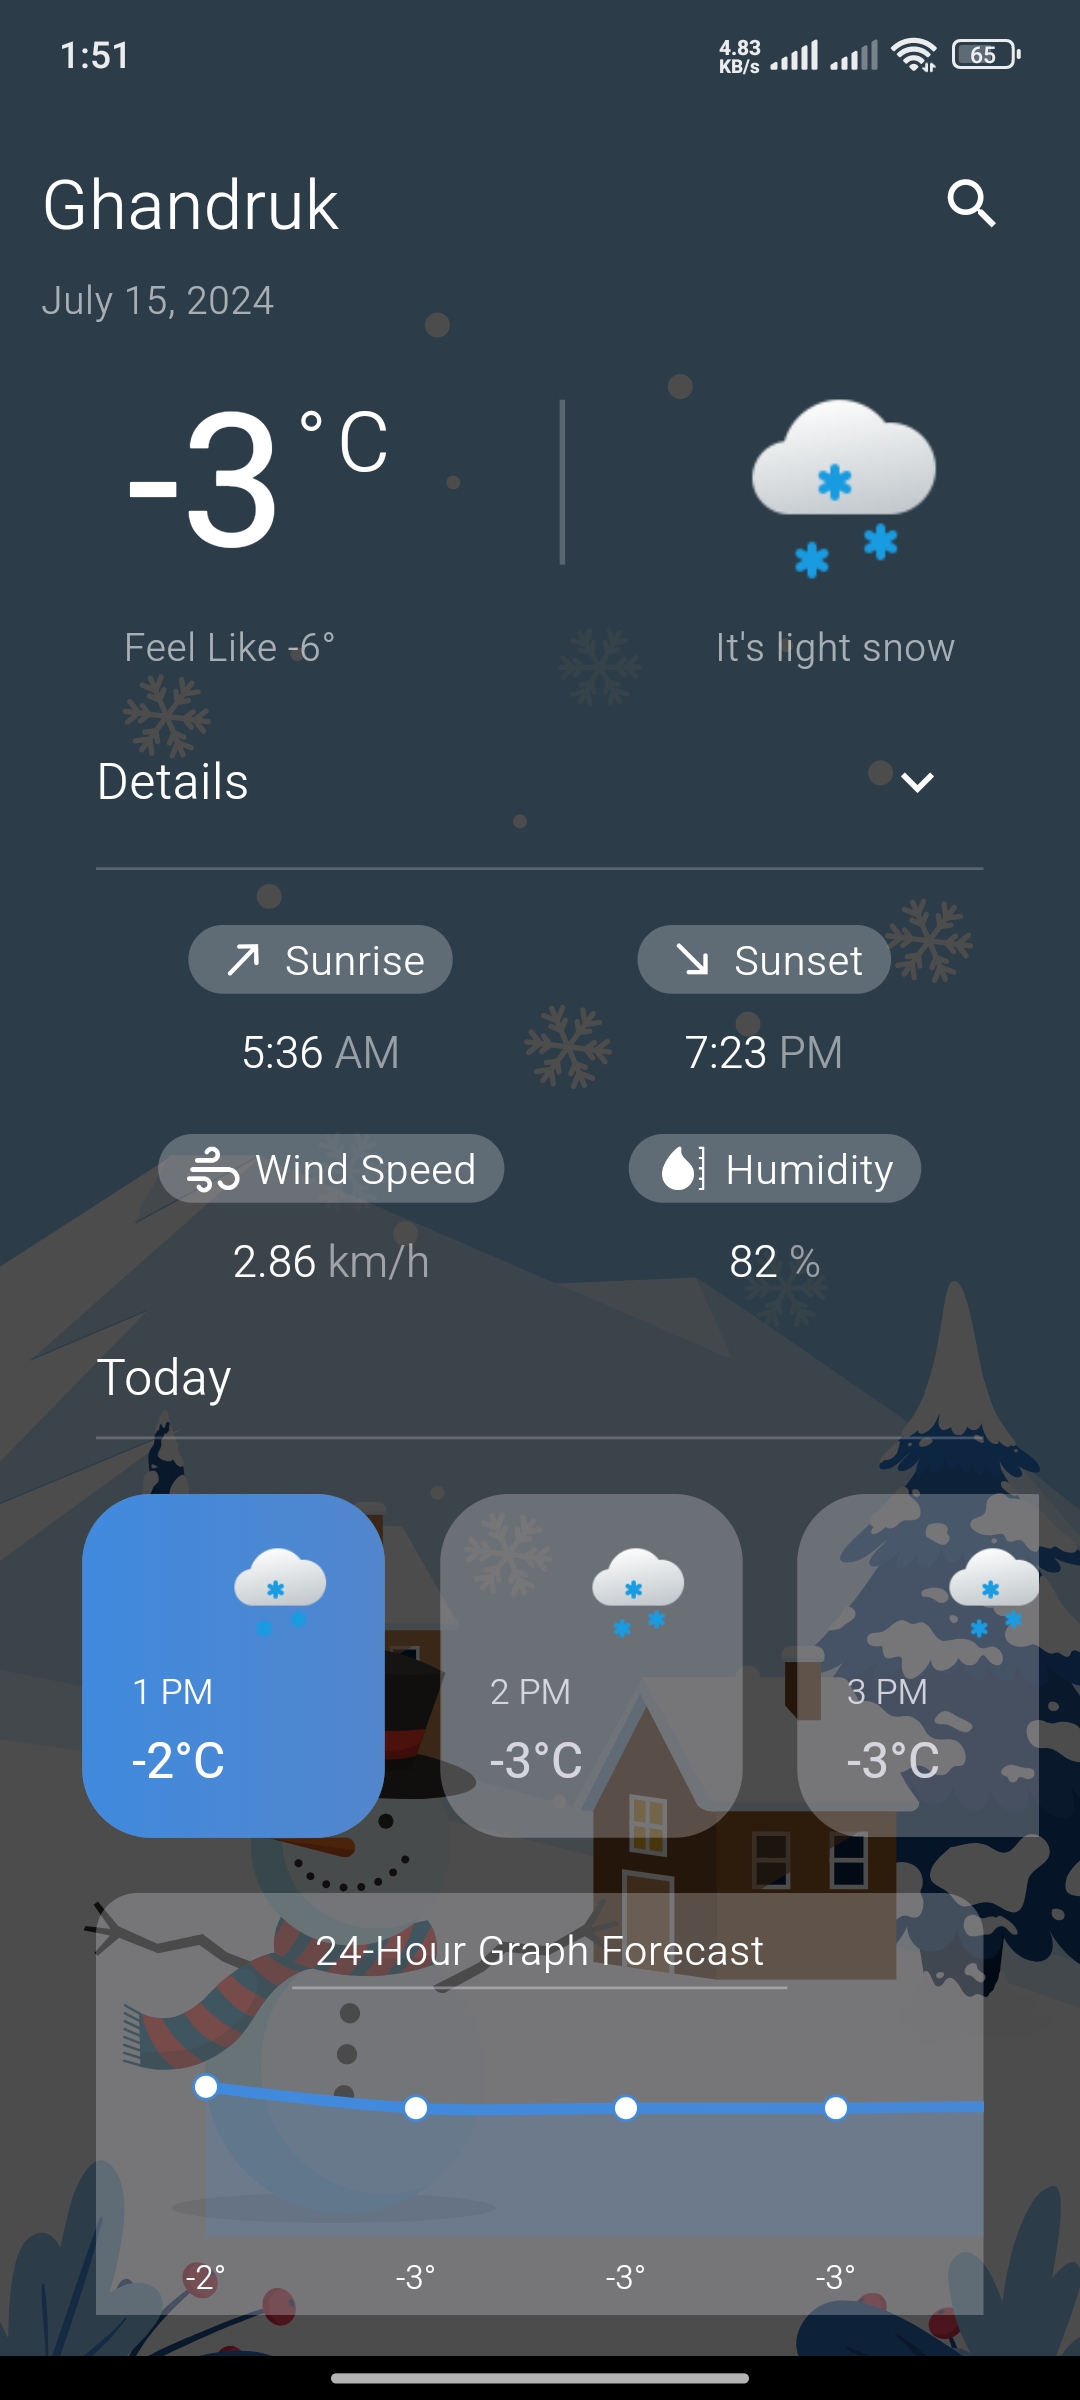 1:51
4.83
KB/s
65
Ghandruk
July 15, 2024
-3 °C
Feel Like -6°
It's light snow
Details
Sunrise
Sunset
5:36 AM
7:23 PM
Wind Speed
Humidity
2.86 km/h
82 %
Today
1 PM
2 PM
3 PM
-2°C
-3°C
-3°C
24-Hour Graph Forecast
-2°
-3°
-3°
-3°